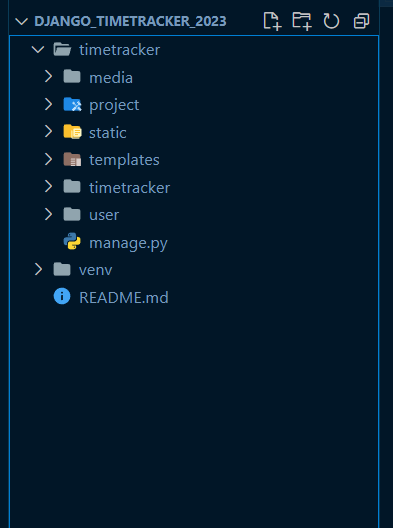 DJANGO_TIMETRACKER_2023
timetracker
media
project
static
templates
timetracker
user
manage.py
venv
README.md